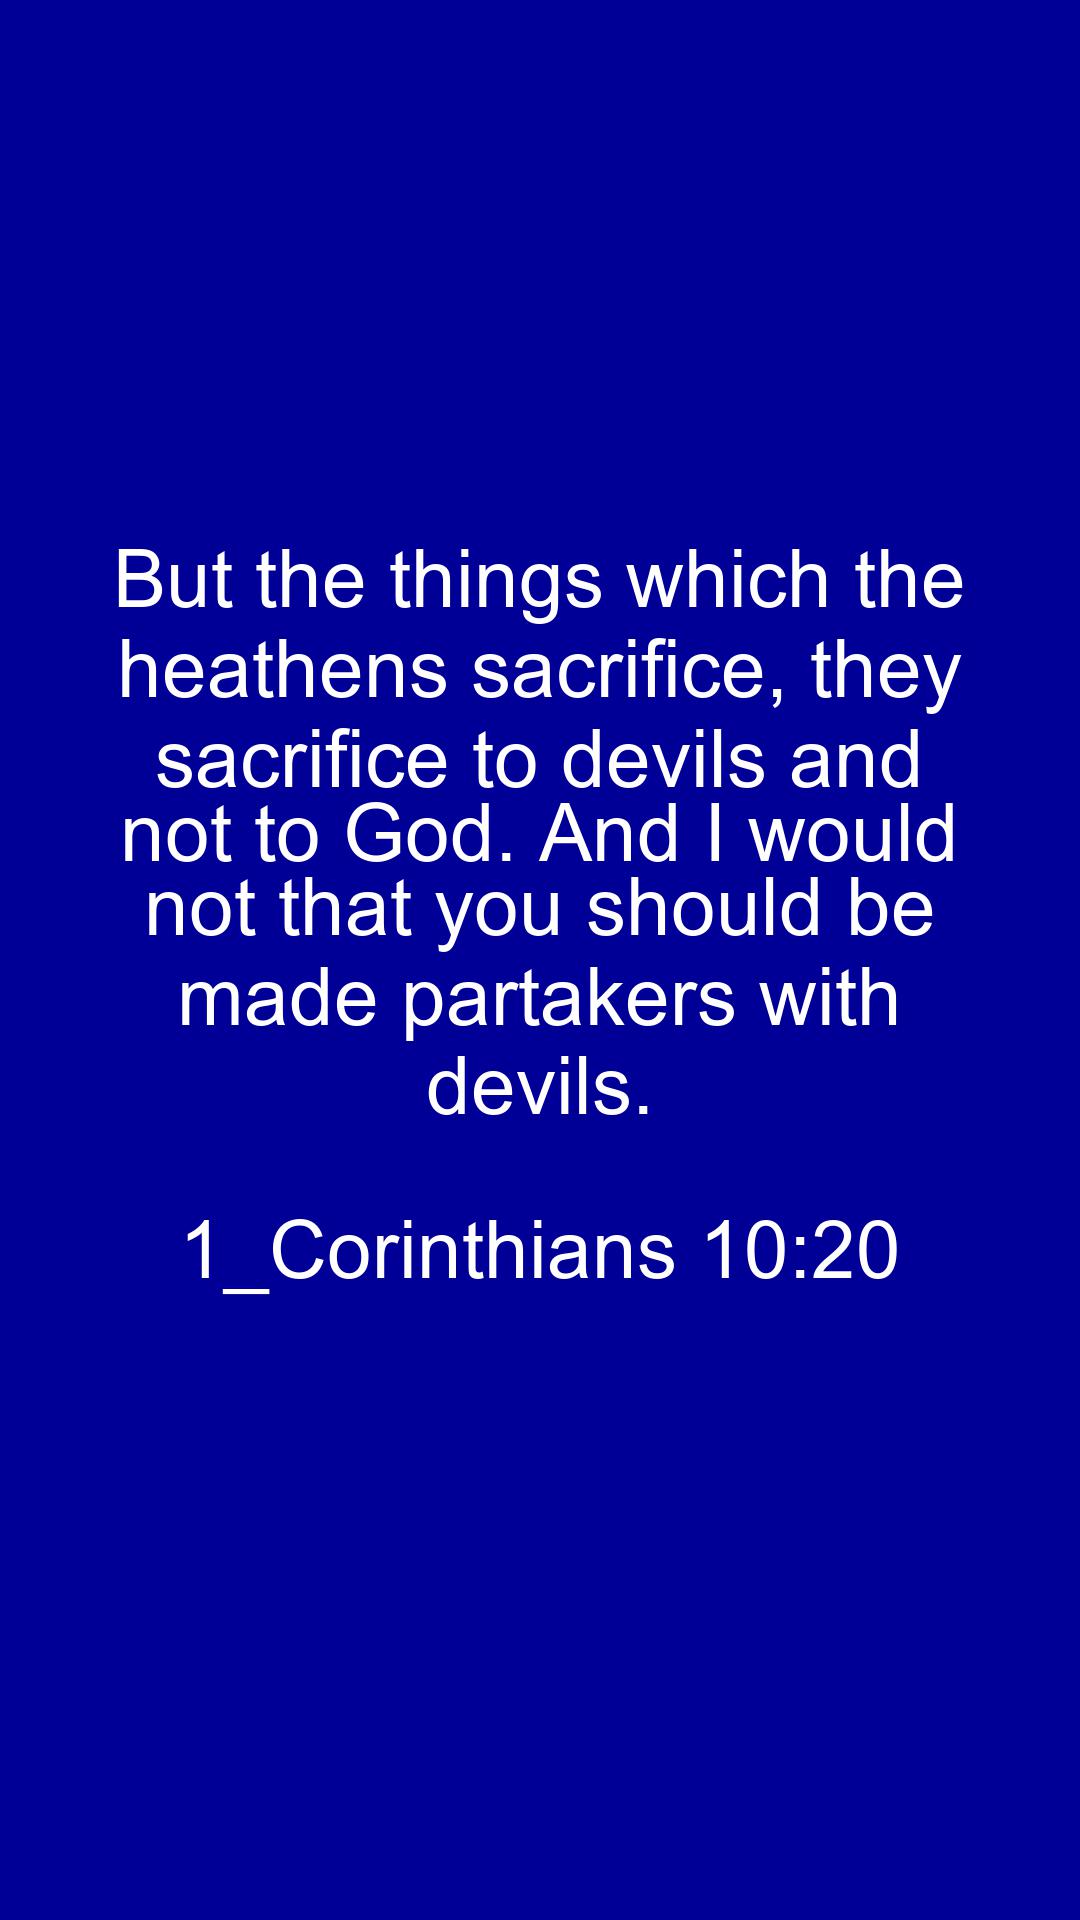 But the things which the
heathens sacrifice, they
sacrifice to devils and
not to God. And I would
not that you should be
made partakers with
devils.
1_Corinthians 10:20